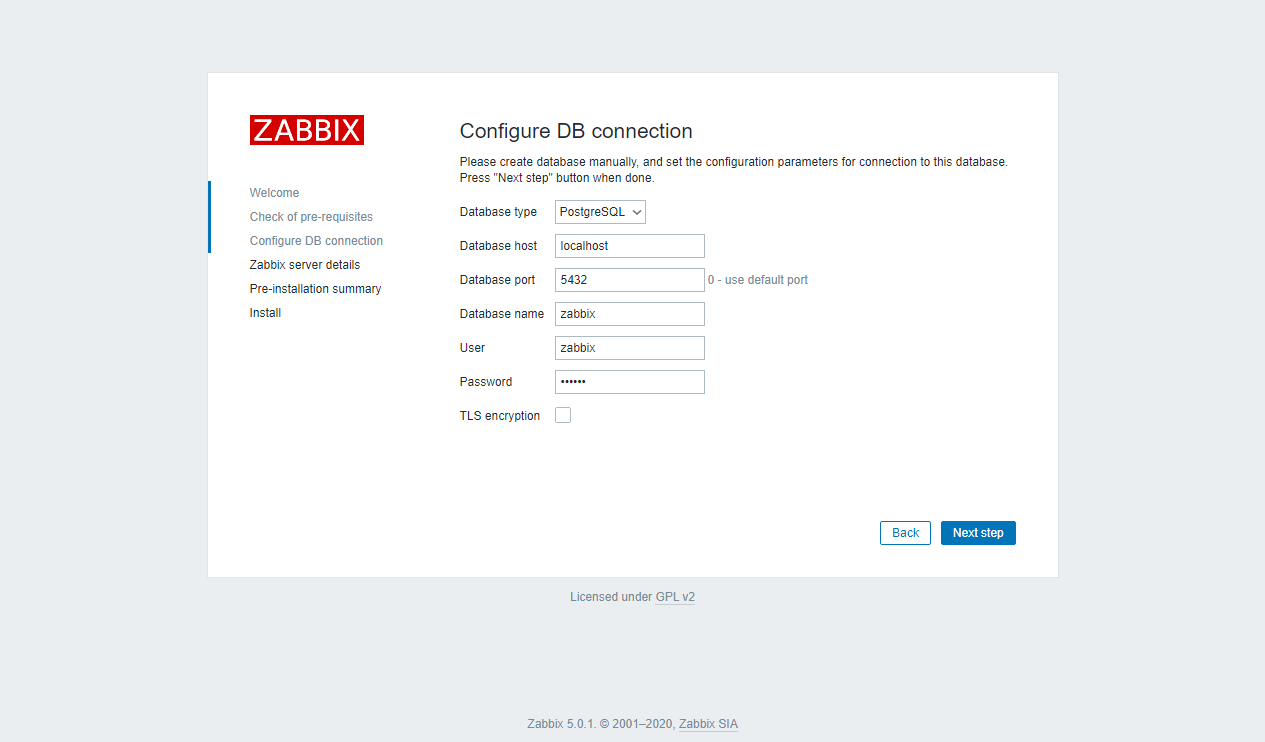 ZABBIX
Welcome
Check of pre-requisites
Configure DB connection
Zabbix server details
Pre-installation summary
Install
Configure DB connection
Please create database manually, and set the configuration parameters for connection to this database.
Press "Next step" button when done.
Database type PostgreSQL
Database host localhost
Database port 5432 0 - use default port
Database name zabbix
User zabbix
Password ••••••
TLS encryption
Back Next step
Licensed under GPL v2
Zabbix 5.0.1. © 2001–2020, Zabbix SIA